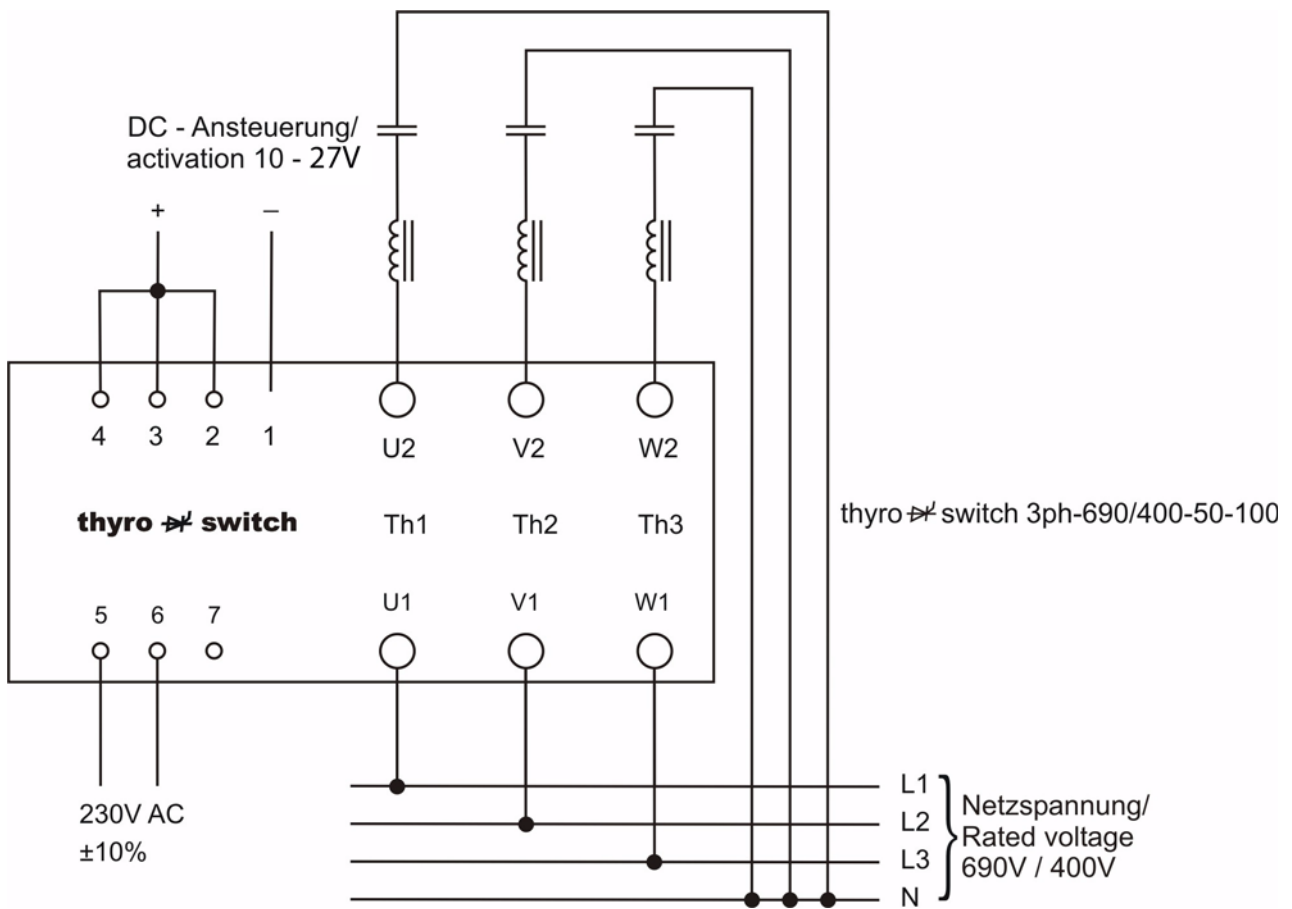 DC - Ansteuerung/
activation 10 - 27V
+ –
4 3 2 1 U2 V2 W2
thyro switch Th1 Th2 Th3
thyro switch 3ph-690/400-50-100
5 6 7 U1 V1 W1
230V AC
±10%
L1
L2
L3
N
Netzspannung/
Rated voltage
690V / 400V